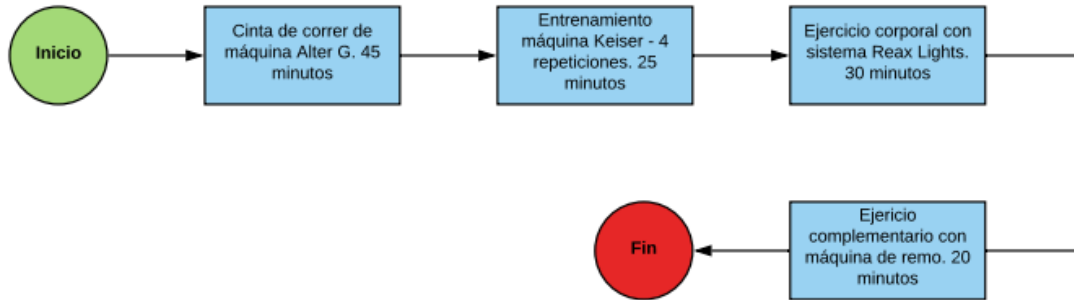 Inicio
Cinta de correr de
máquina Alter G. 45
minutos
Entrenamiento
máquina Keiser - 4
repeticiones. 25
minutos
Ejercicio corporal con
sistema Reax Lights.
30 minutos
Ejericio
complementario con
máquina de remo. 20
minutos
Fin